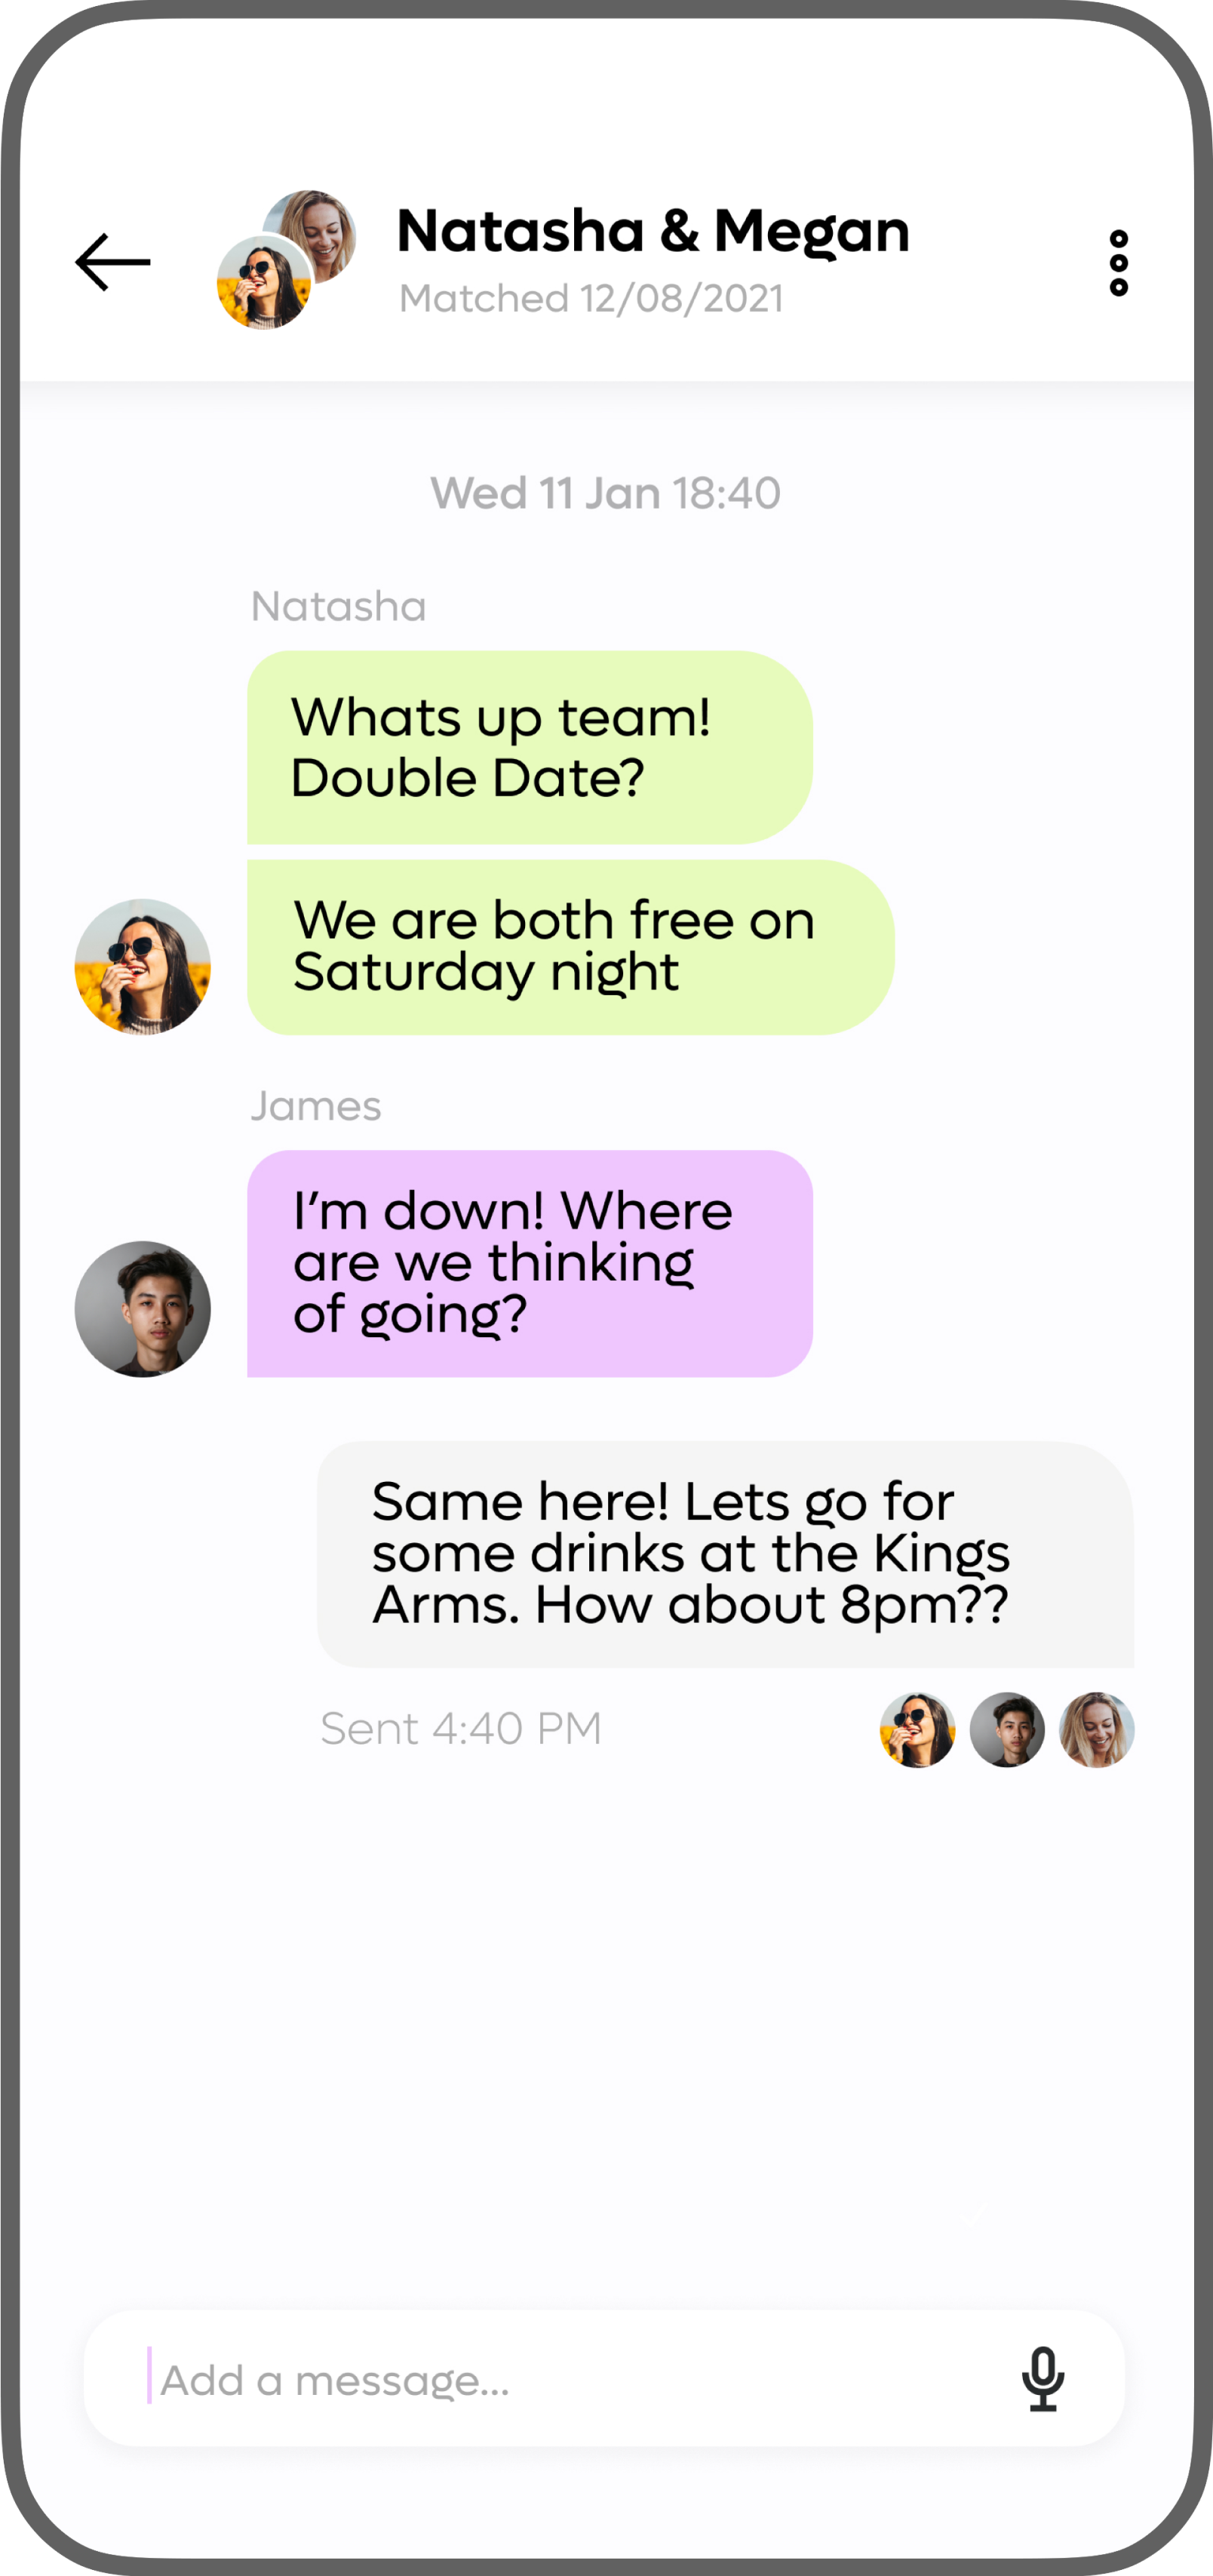 Natasha & Megan
Matched 12/08/2021
Wed 11 Jan 18:40
Natasha
Whats up team!
Double Date?
We are both free on
Saturday night
James
I’m down! Where
are we thinking
of going?
Same here! Lets go for
some drinks at the Kings
Arms. How about 8pm??
Sent 4:40 PM
Add a message...